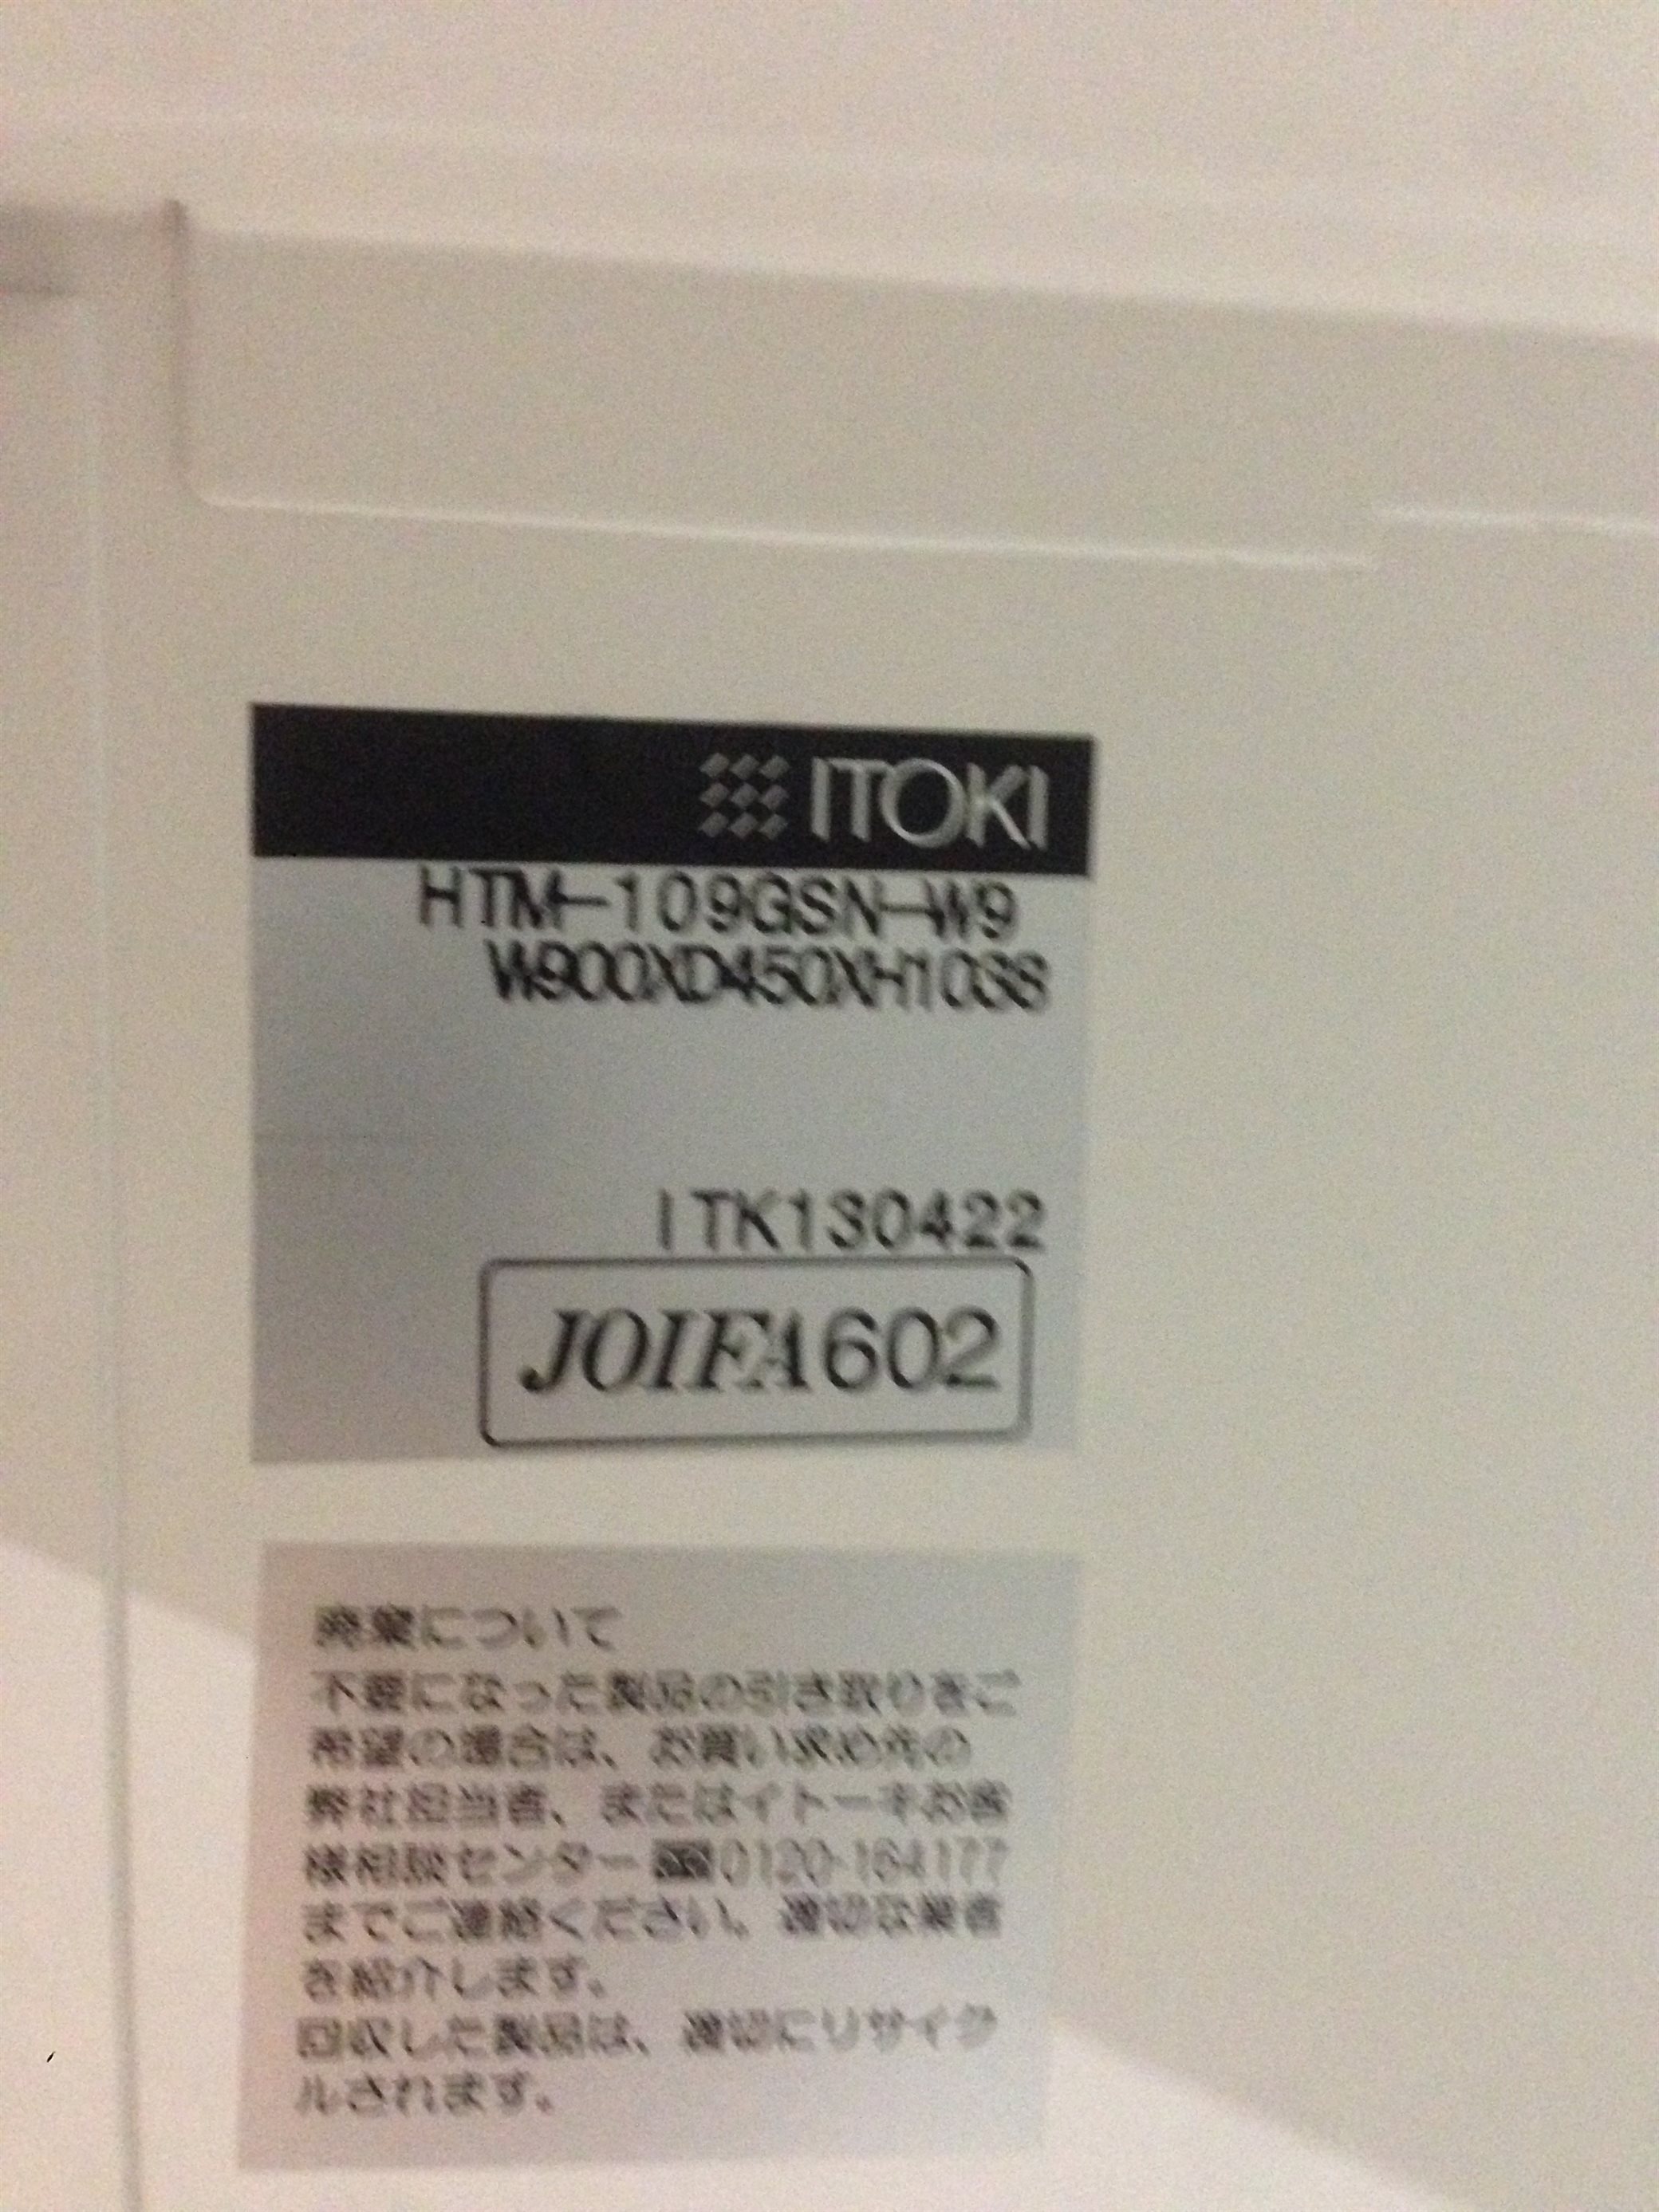 ITOKI
HTM-109GSN-W9
W900XD450XH1036
ITK130422
JOIFA602
廃棄について
不要になった製品の引き取りをご
希望の場合は、お買い求め先の
弊社担当者、またはイトーキお客
様相談センター 0120-164177
までご連絡ください。適切な業者
を紹介します。
回収した製品は、適切にリサイク
ルされます。